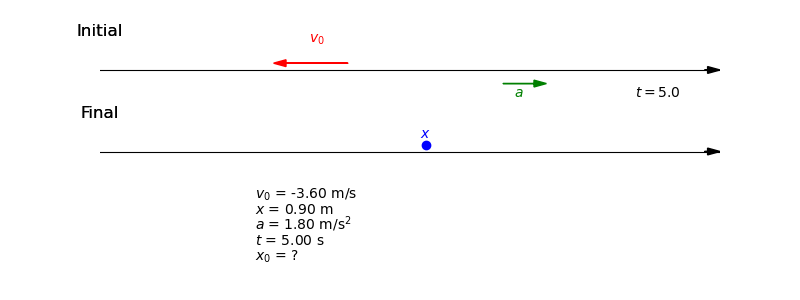 Initial
v₀
a
t = 5.0
Final
x
v₀ = -3.60 m/s
x = 0.90 m
a = 1.80 m/s²
t = 5.00 s
x₀ = ?